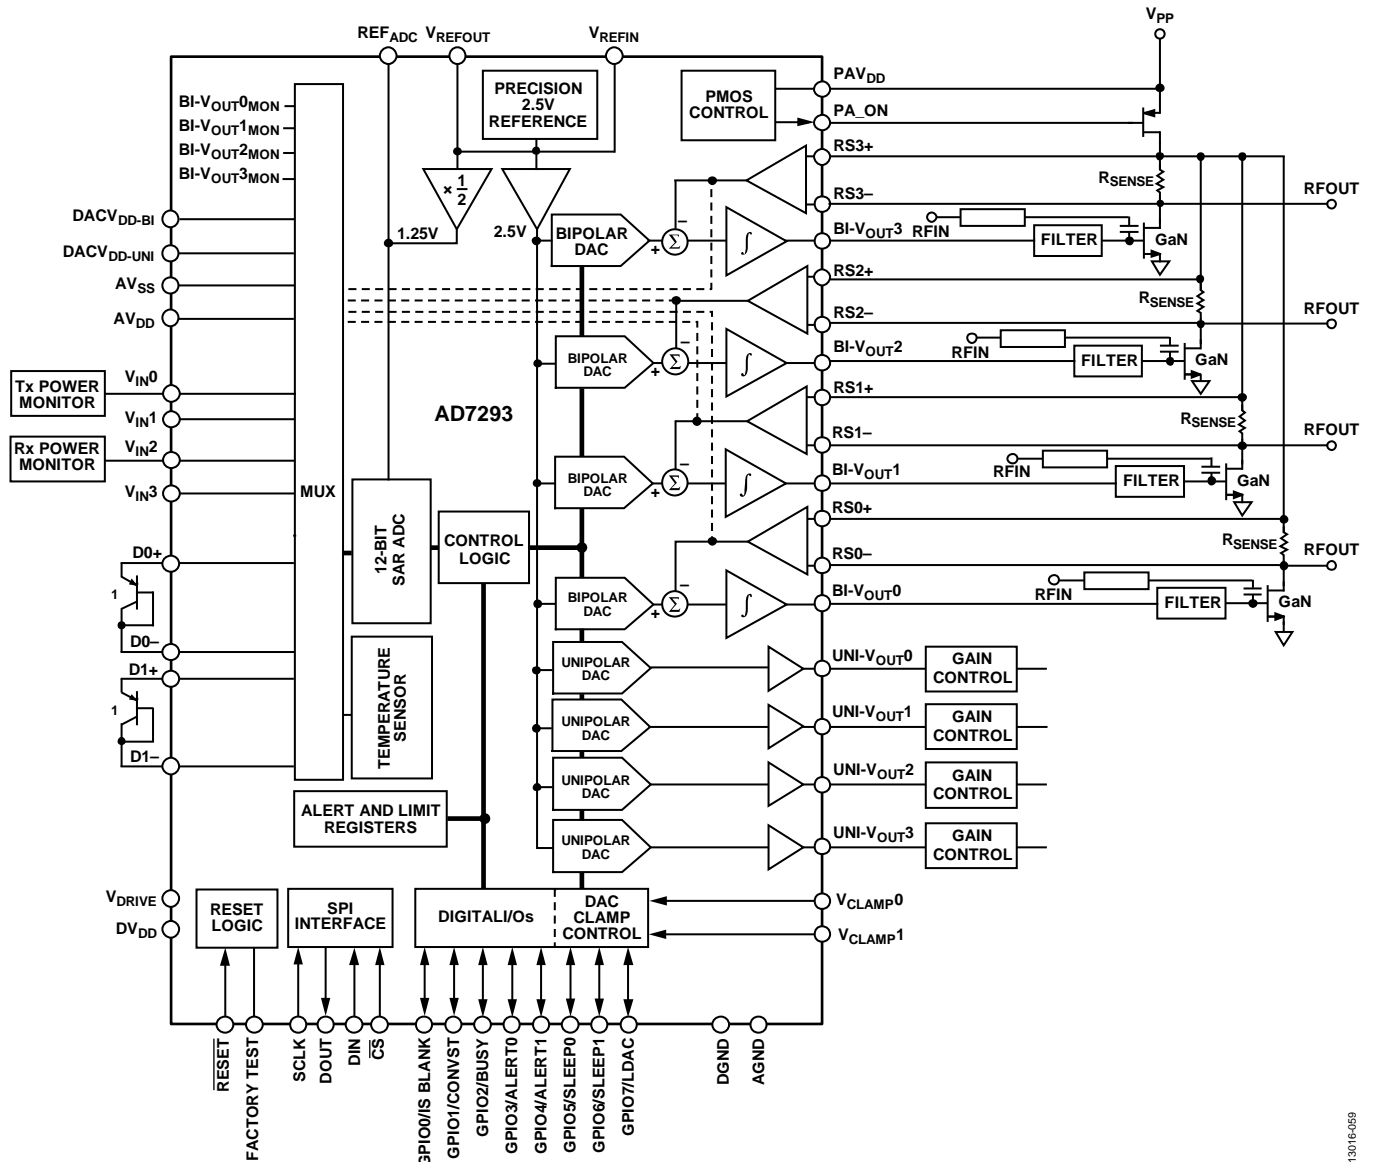 REFADC VREFOUT VREFIN VPP
PRECISION
2.5V
REFERENCE
PMOS
CONTROL
PAVDD
PA_ON
BI-VOUT0MON
BI-VOUT1MON
BI-VOUT2MON
BI-VOUT3MON
× 1/2
1.25V
2.5V
RS3+
RS3–
RSENSE
RFOUT
BIPOLAR
DAC
–
+
Σ
∫
BI-VOUT3
RFIN
FILTER
GaN
DACVDD-BI
DACVDD-UNI
AVSS
AVDD
RS2+
RS2–
RSENSE
RFOUT
BIPOLAR
DAC
–
+
Σ
∫
BI-VOUT2
RFIN
FILTER
GaN
Tx POWER
MONITOR
VIN0
VIN1
Rx POWER
MONITOR
VIN2
VIN3
AD7293
MUX
RS1+
RS1–
RSENSE
RFOUT
BIPOLAR
DAC
–
+
Σ
∫
BI-VOUT1
RFIN
FILTER
GaN
12-BIT
SAR ADC
CONTROL
LOGIC
RS0+
RS0–
RSENSE
RFOUT
BIPOLAR
DAC
–
+
Σ
∫
BI-VOUT0
RFIN
FILTER
GaN
D0+
1
D0–
D1+
1
D1–
TEMPERATURE
SENSOR
UNIPOLAR
DAC
UNI-VOUT0
GAIN
CONTROL
UNIPOLAR
DAC
UNI-VOUT1
GAIN
CONTROL
UNIPOLAR
DAC
UNI-VOUT2
GAIN
CONTROL
UNIPOLAR
DAC
UNI-VOUT3
GAIN
CONTROL
ALERT AND LIMIT
REGISTERS
VDRIVE
DVDD
RESET
LOGIC
SPI
INTERFACE
DIGITALI/Os
DAC
CLAMP
CONTROL
VCLAMP0
VCLAMP1
RESET
FACTORY TEST
SCLK
DOUT
DIN
CS
GPIO0/IS BLANK
GPIO1/CONVST
GPIO2/BUSY
GPIO3/ALERT0
GPIO4/ALERT1
GPIO5/SLEEP0
GPIO6/SLEEP1
GPIO7/LDAC
DGND
AGND
13016-059